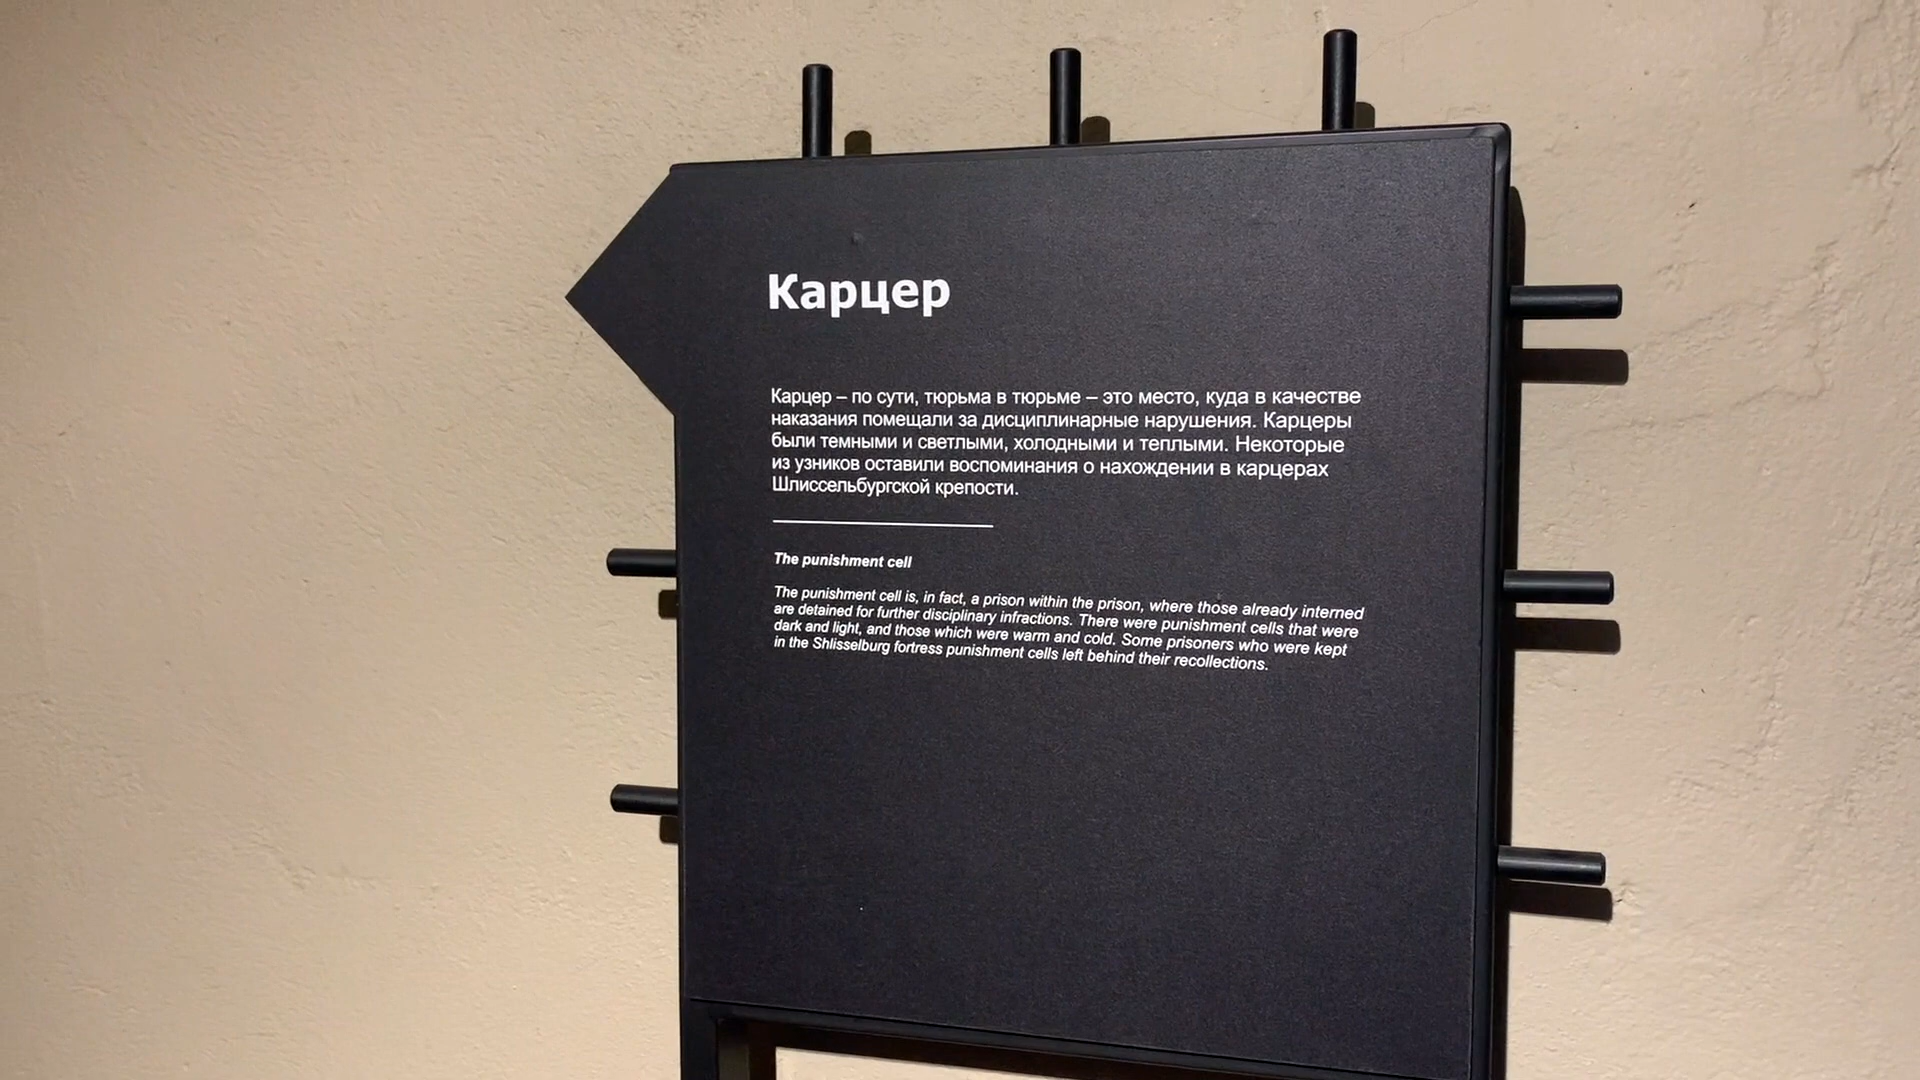 Карцер
Карцер – по сути, тюрьма в тюрьме – это место, куда в качестве
наказания помещали за дисциплинарные нарушения. Карцеры
были темными и светлыми, холодными и теплыми. Некоторые
из узников оставили воспоминания о нахождении в карцерах
Шлиссельбургской крепости.
The punishment cell
The punishment cell is, in fact, a prison within the prison, where those already interned
are detained for further disciplinary infractions. There were punishment cells that were
dark and light, and those which were warm and cold. Some prisoners who were kept
in the Shlisselburg fortress punishment cells left behind their recollections.